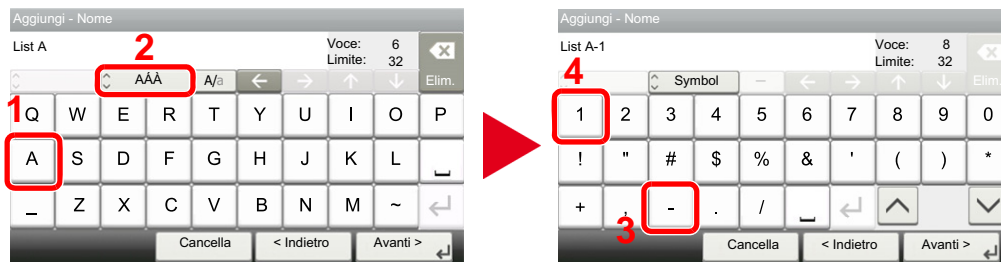 Aggiungi - Nome
List A
Voce: 6
Limite: 32
2
AÁÀ
A/a
Elim.
1
Q W E R T Y U I O P
A S D F G H J K L
_ Z X C V B N M ~
Cancella
< Indietro
Avanti >
Aggiungi - Nome
List A-1
Voce: 8
Limite: 32
4
Symbol
Elim.
1 2 3 4 5 6 7 8 9 0
! " # $ % & ' ( ) *
+ , - . /
3
Cancella
< Indietro
Avanti >